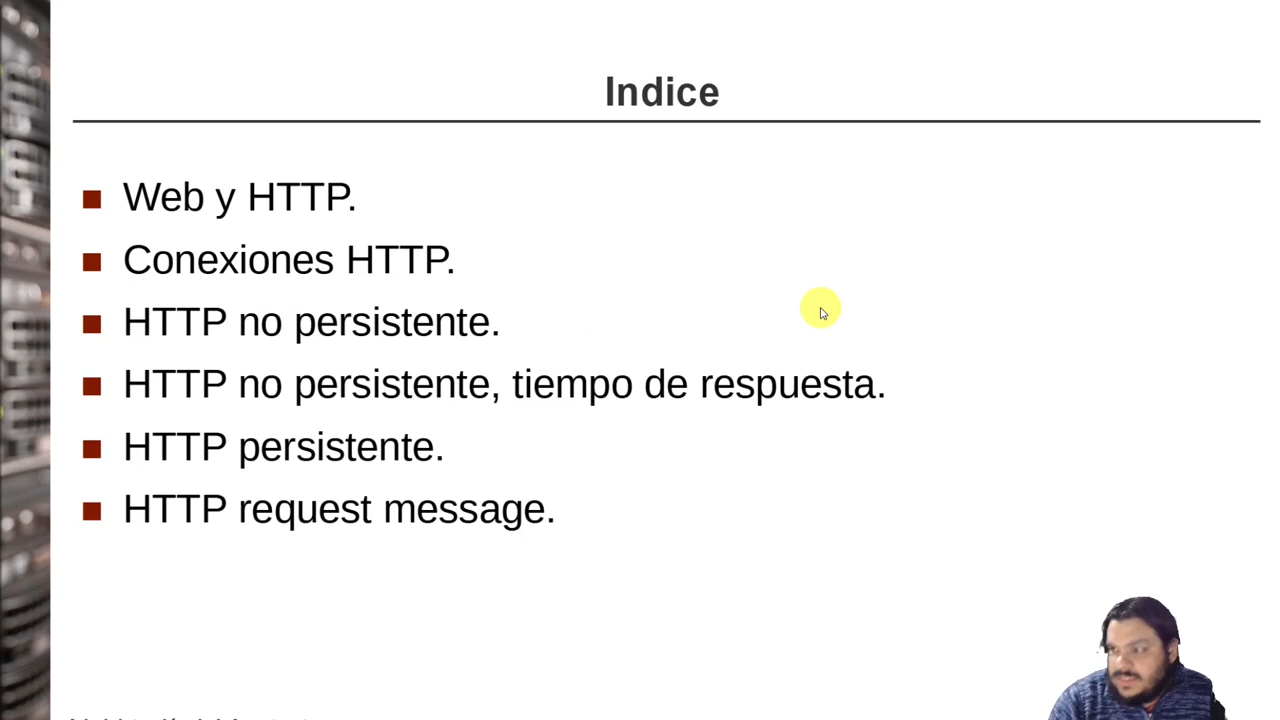 Indice
Web y HTTP.
Conexiones HTTP.
HTTP no persistente.
HTTP no persistente, tiempo de respuesta.
HTTP persistente.
HTTP request message.